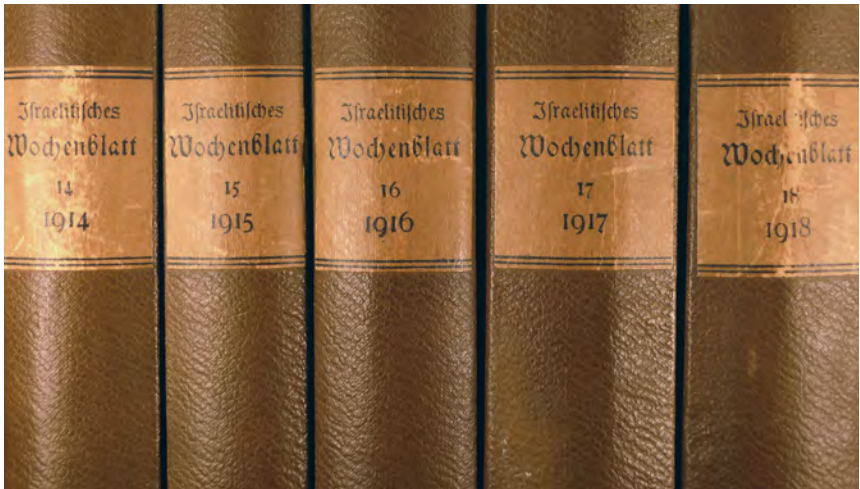 Israelitisches
Wochenblatt
14
1914
Israelitisches
Wochenblatt
15
1915
Israelitisches
Wochenblatt
16
1916
Israelitisches
Wochenblatt
17
1917
Israelitisches
Wochenblatt
18
1918